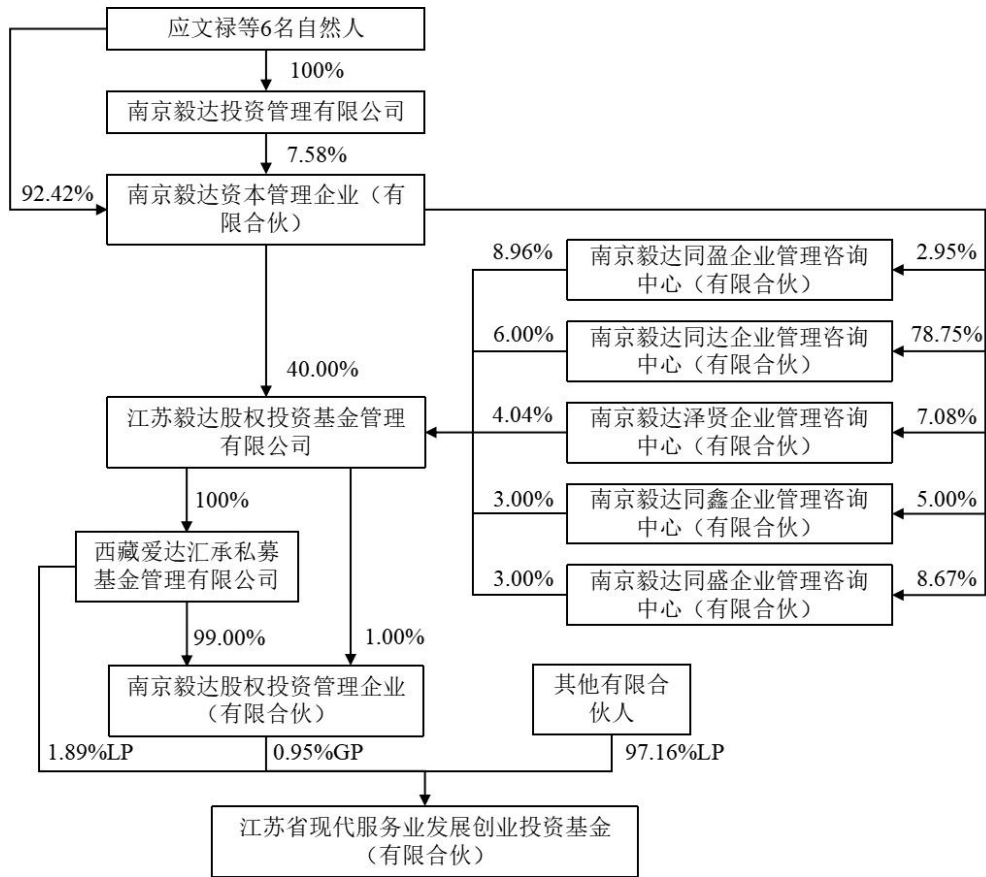 应文禄等6名自然人
100%
南京毅达投资管理有限公司
7.58%
92.42%
南京毅达资本管理企业（有
限合伙）
8.96%
南京毅达同盈企业管理咨询
中心（有限合伙）
2.95%
6.00%
南京毅达同达企业管理咨询
中心（有限合伙）
78.75%
40.00%
江苏毅达股权投资基金管理
有限公司
4.04%
南京毅达泽贤企业管理咨询
中心（有限合伙）
7.08%
100%
3.00%
南京毅达同鑫企业管理咨询
中心（有限合伙）
5.00%
西藏爱达汇承私募
基金管理有限公司
3.00%
南京毅达同盛企业管理咨询
中心（有限合伙）
8.67%
99.00%
1.00%
南京毅达股权投资管理企业
（有限合伙）
其他有限合
伙人
1.89%LP
0.95%GP
97.16%LP
江苏省现代服务业发展创业投资基金
（有限合伙）